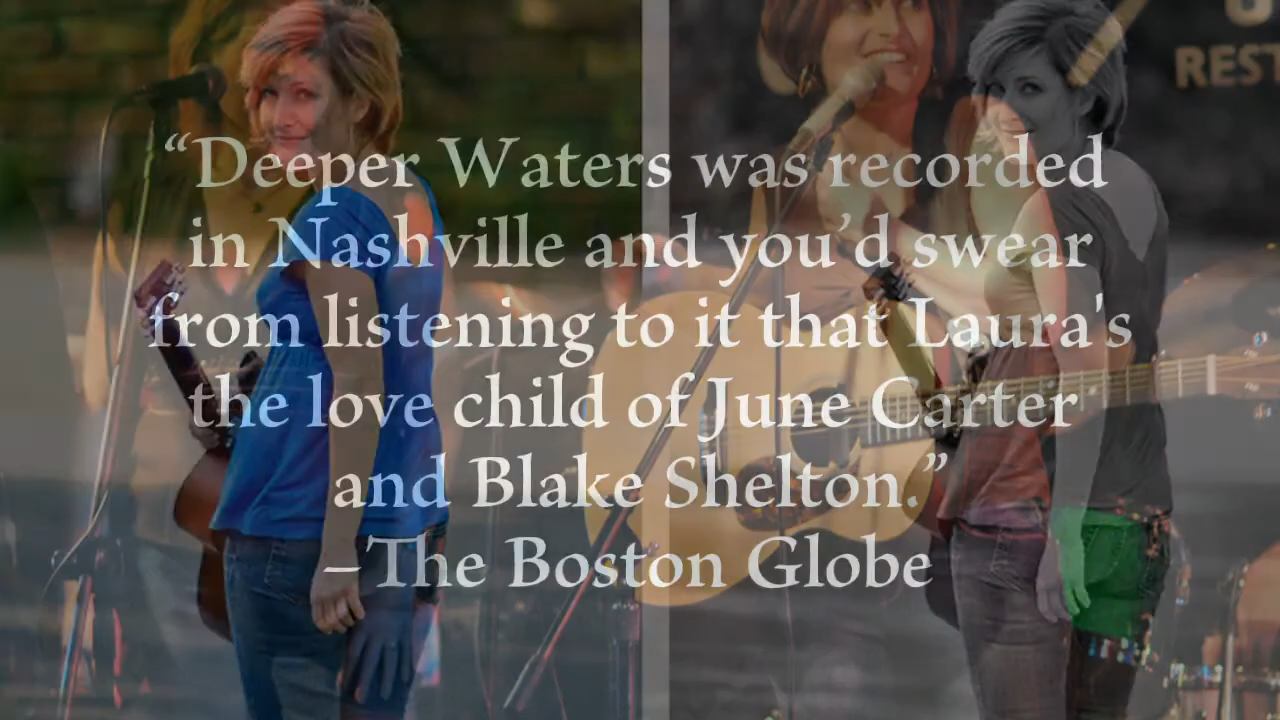 REST
“Deeper Waters was recorded
in Nashville and you’d swear
from listening to it that Laura's
the love child of June Carter
and Blake Shelton.”
–The Boston Globe